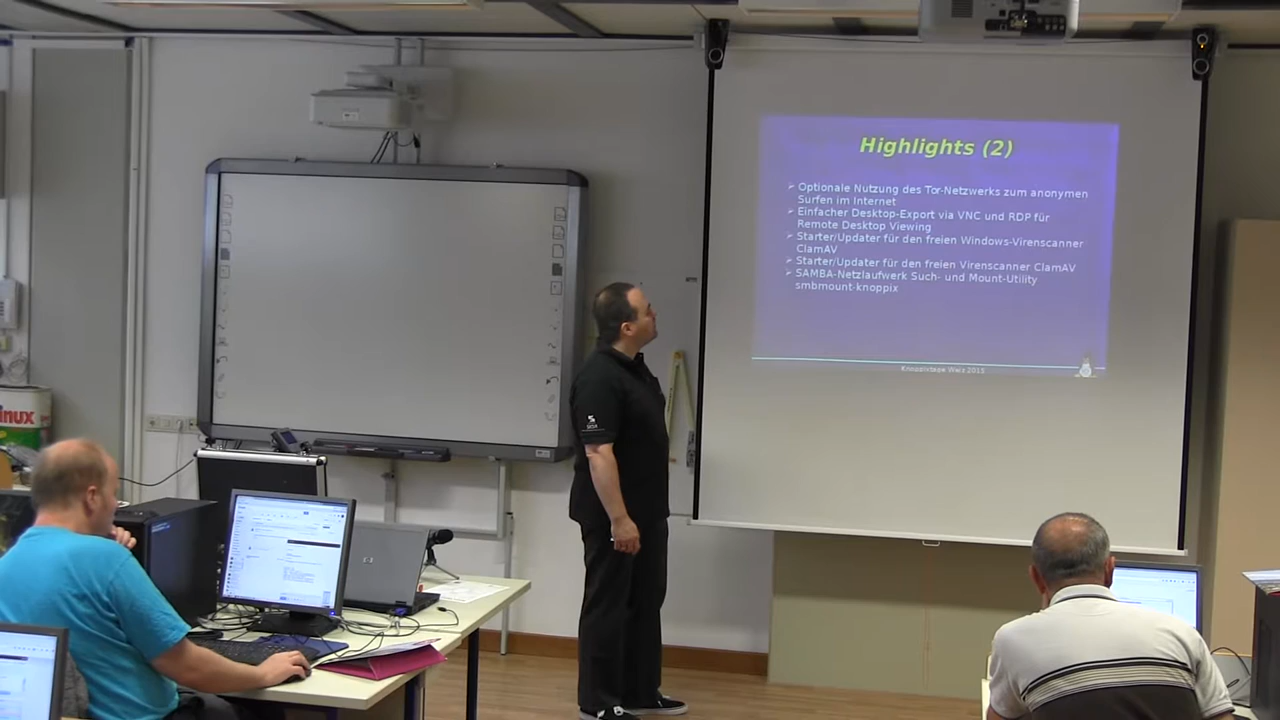 Highlights (2)
Optionale Nutzung des Tor-Netzwerks zum anonymen
Surfen im Internet
Einfacher Desktop-Export via VNC und RDP für
Remote Desktop Viewing
Starter/Updater für den freien Windows-Virenscanner
ClamAV
Starter/Updater für den freien Virenscanner ClamAV
SAMBA-Netzlaufwerk Such- und Mount-Utility
smbmount-knoppix
Knoppixtage Weiz 2015
inux
hp